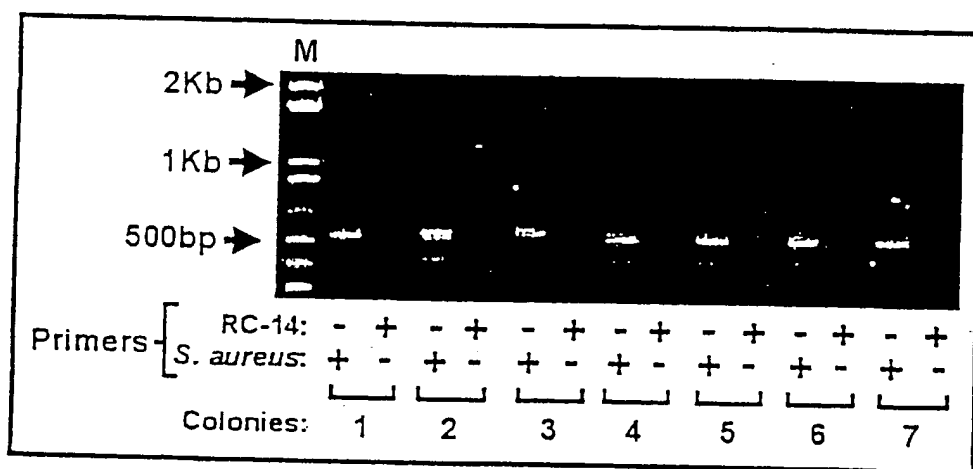 M
2Kb
1Kb
500bp
Primers
RC-14: - + - + - + - + - + - + - +
S. aureus: + - + - + - + - + - + - + -
Colonies: 1 2 3 4 5 6 7